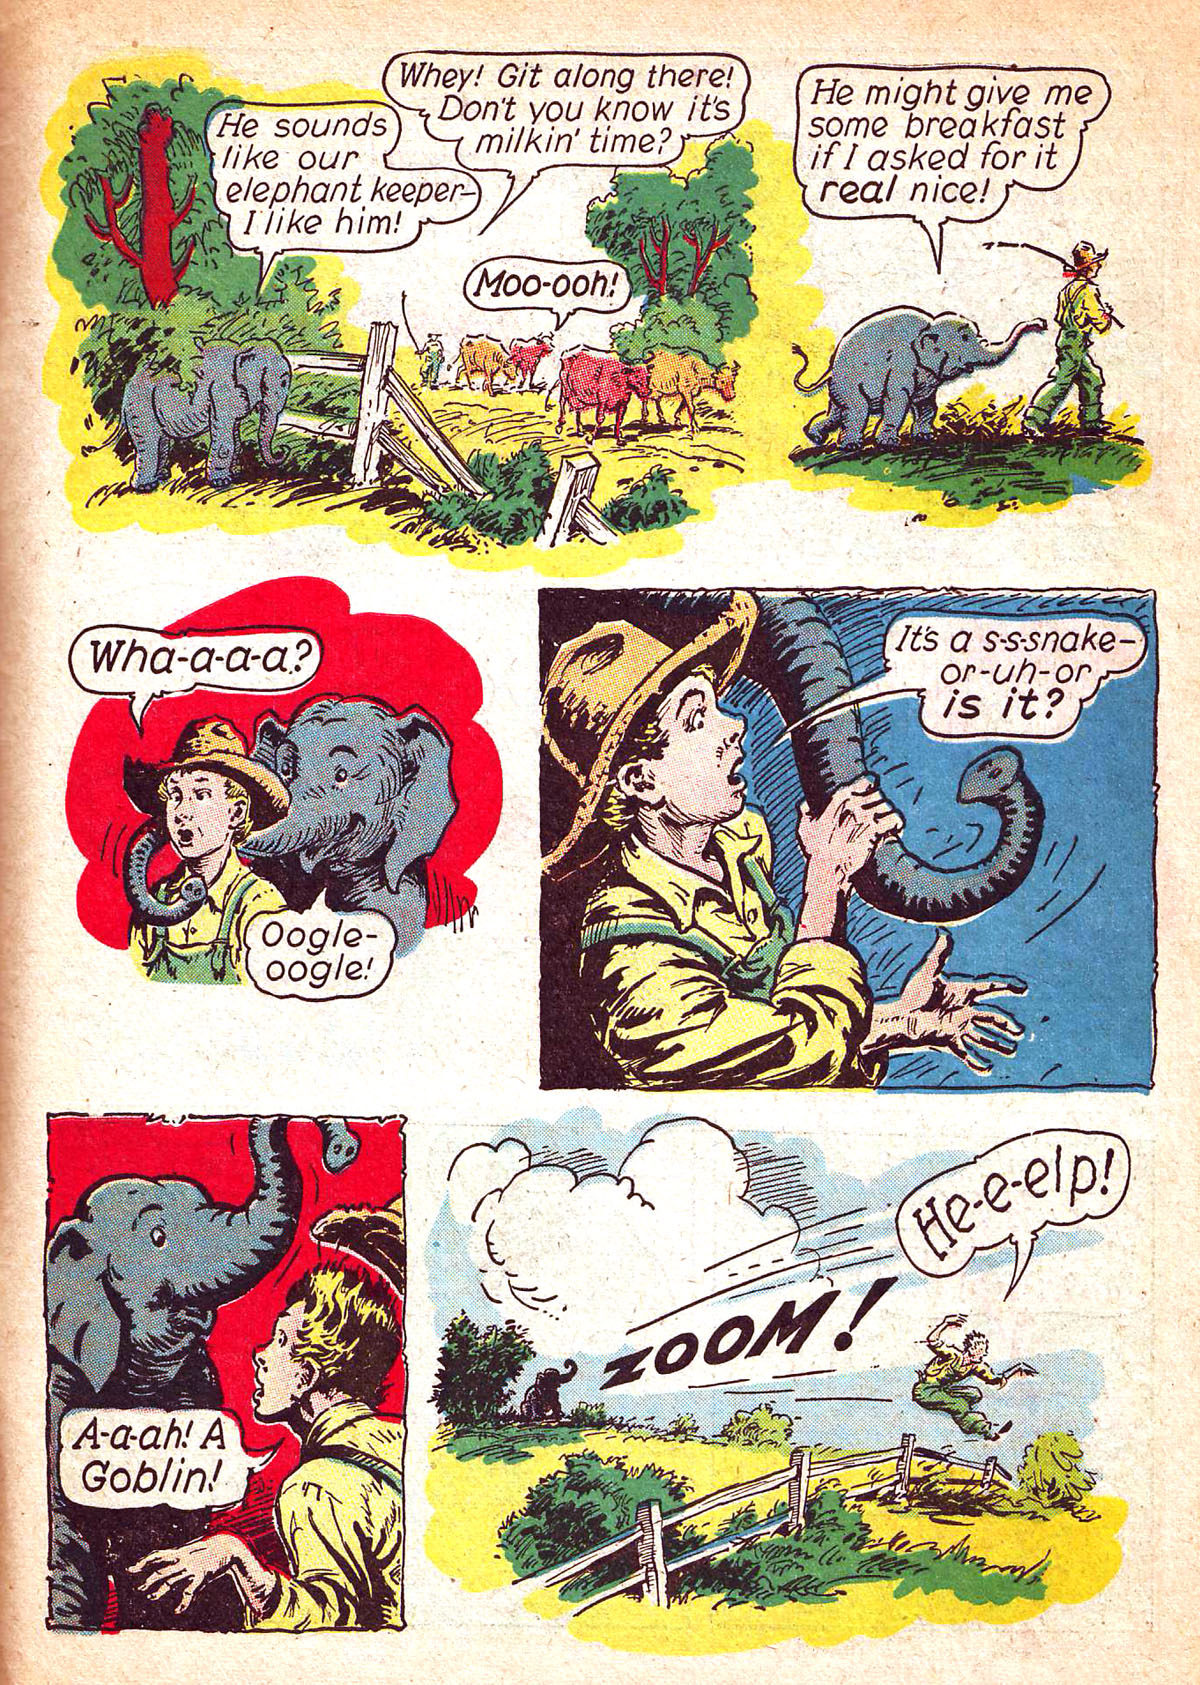 He sounds
like our
elephant keeper-
I like him!
Whey! Git along there!
Don't you know it's
milkin' time?
Moo-ooh!
He might give me
some breakfast
if I asked for it
real nice!
Wha-a-a-a?
Oogle-
oogle!
It's a s-s-snake-
or-uh-or
is it?
A-a-ah! A
Goblin!
ZOOM!
He-e-elp!